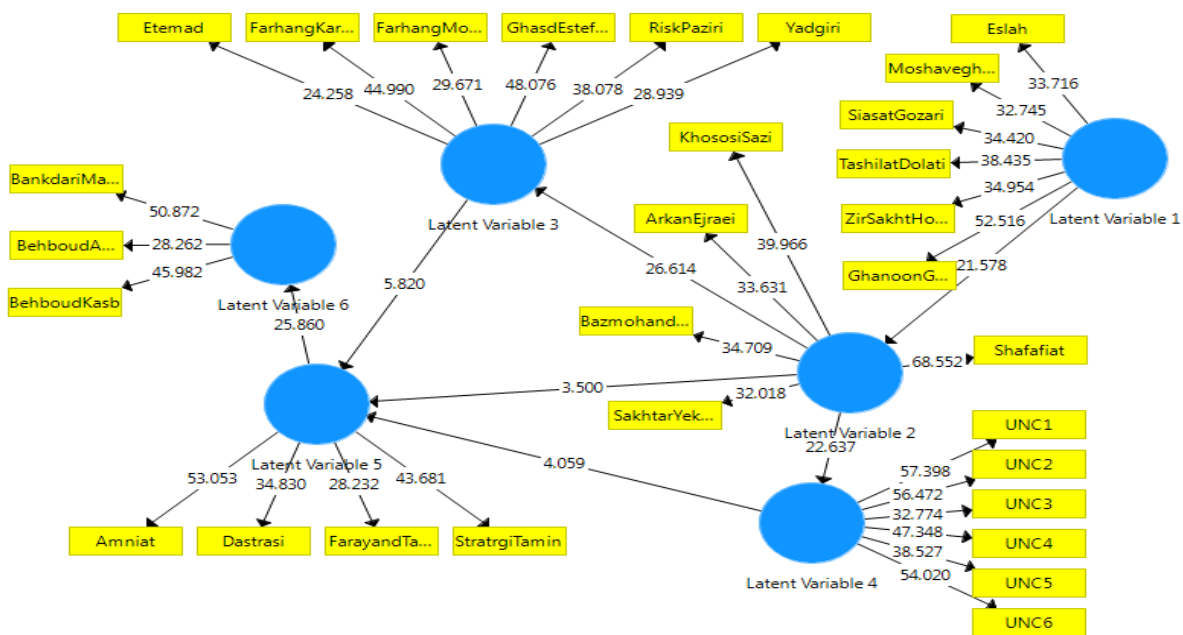 Etemad
FarhangKar...
FarhangMo...
GhasdEstef...
RiskPaziri
Yadgiri
24.258
44.990
29.671
48.076
38.078
28.939
Latent Variable 3
Eslah
Moshavegh...
SiasatGozari
TashilatDolati
ZirSakhtHo...
GhanoonG...
33.716
32.745
34.420
38.435
34.954
52.516
21.578
Latent Variable 1
KhososiSazi
ArkanEjraei
Bazmohand...
SakhtarYek...
Shafafiat
39.966
33.631
34.709
32.018
68.552
26.614
3.500
Latent Variable 2
22.637
BankdariMa...
BehboudA...
BehboudKasb
50.872
28.262
45.982
Latent Variable 6
25.860
5.820
4.059
Latent Variable 5
53.053
34.830
28.232
43.681
Amniat
Dastrasi
FarayandTa...
StratrgiTamin
UNC1
UNC2
UNC3
UNC4
UNC5
UNC6
57.398
56.472
32.774
47.348
38.527
54.020
Latent Variable 4